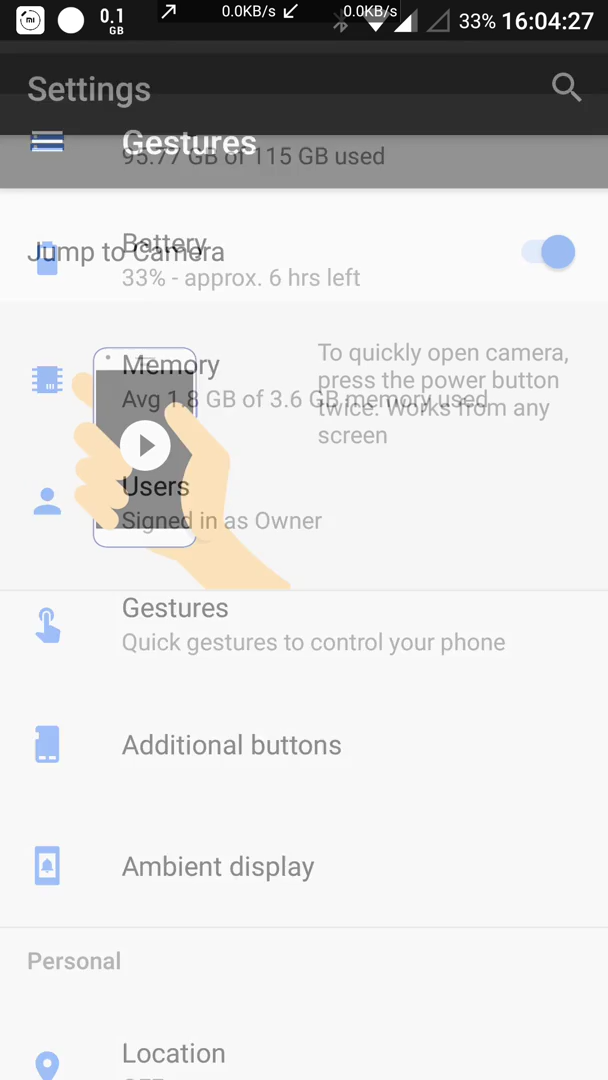 0.1
GB
0.0KB/s
0.0KB/s
33% 16:04:27
Settings
Gestures
95.77 GB of 115 GB used
Battery
Jump to Camera
33% - approx. 6 hrs left
Memory
Avg 1.8 GB of 3.6 GB memory used
To quickly open camera,
press the power button
twice. Works from any
screen
Users
Signed in as Owner
Gestures
Quick gestures to control your phone
Additional buttons
Ambient display
Personal
Location